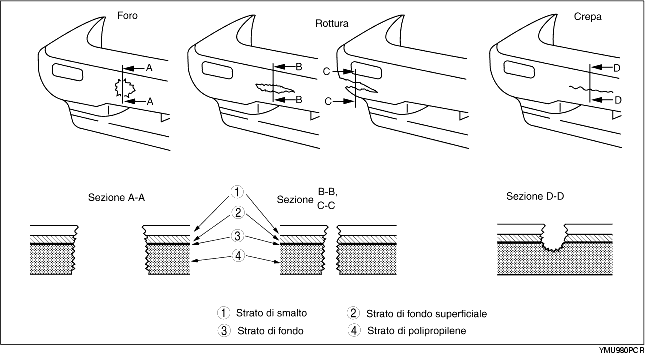 Foro
Rottura
Crepa
A
A
B
B
C
C
D
D
Sezione A-A
Sezione B-B, C-C
Sezione D-D
1
2
3
4
1 Strato di smalto
2 Strato di fondo superficiale
3 Strato di fondo
4 Strato di polipropilene
YMU980PCR